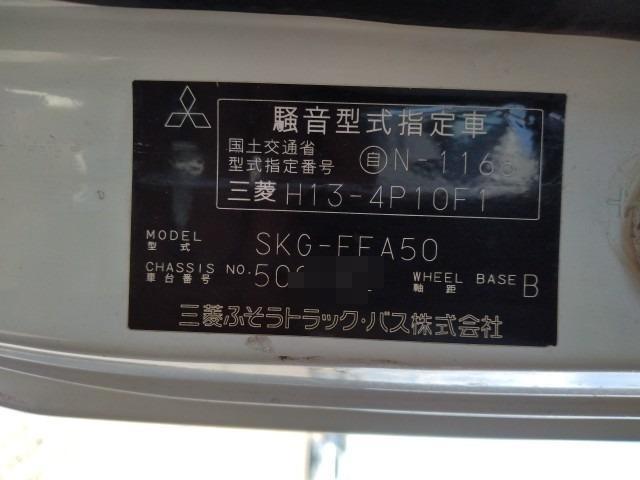 騒音型式指定車
国土交通省
型式指定番号 自N-1168
三菱 H13-4P10F1
MODEL
型式 SKG-FEA50
CHASSIS NO. 50
車台番号
WHEEL BASE B
軸距
三菱ふそうトラック・バス株式会社